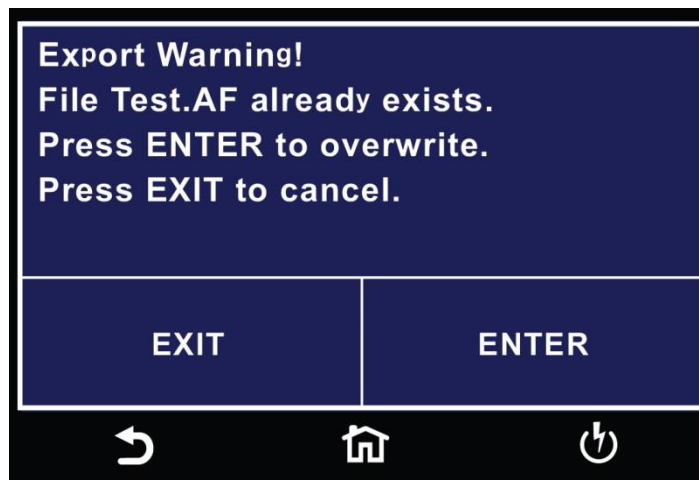 Export Warning!
File Test.AF already exists.
Press ENTER to overwrite.
Press EXIT to cancel.
EXIT
ENTER